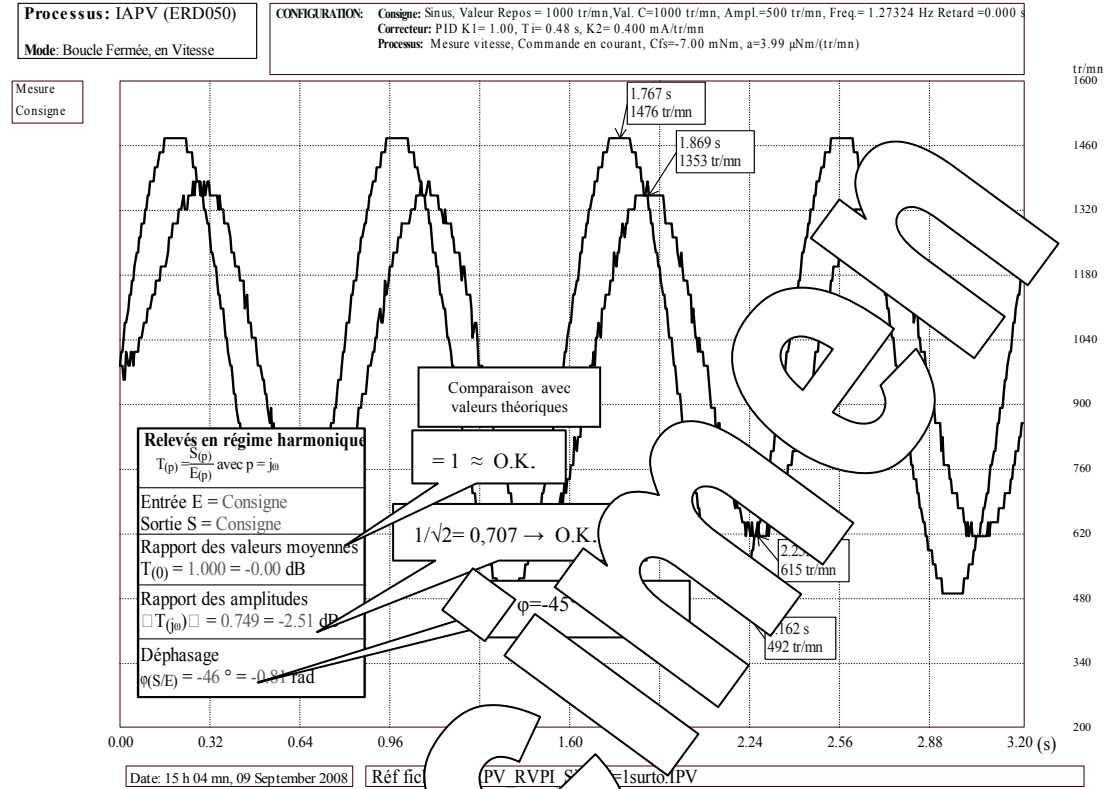 Processus: IAPV (ERD050)
Mode: Boucle Fermée, en Vitesse
CONFIGURATION: Consigne: Sinus, Valeur Repos = 1000 tr/mn,Val. C=1000 tr/mn, Ampl.=500 tr/mn, Freq.= 1.27324 Hz Retard =0.000 s
Correcteur: PID K1= 1.00, Ti= 0.48 s, K2= 0.400 mA/tr/mn
Processus: Mesure vitesse, Commande en courant, Cfs=-7.00 mNm, a=3.99 µNm/(tr/mn)
Mesure
Consigne
tr/mn
1600
1460
1320
1180
1040
900
760
620
480
340
200
1.767 s
1476 tr/mn
1.869 s
1353 tr/mn
Comparaison avec
valeurs théoriques
= 1 ≈ O.K.
1/√2= 0,707 → O.K.
φ=-45
615 tr/mn
492 tr/mn
Relevés en régime harmonique
T(p) = S(p)/E(p) avec p = jω
Entrée E = Consigne
Sortie S = Consigne
Rapport des valeurs moyennes
T(0) = 1.000 = -0.00 dB
Rapport des amplitudes
□T(jω)□ = 0.749 = -2.51 dB
Déphasage
φ(S/E) = -46 ° = -0.81 rad
0.00 0.32 0.64 0.96 1.60 2.24 2.56 2.88 3.20 (s)
Date: 15 h 04 mn, 09 September 2008
Réf =1surto.IPV
cimen